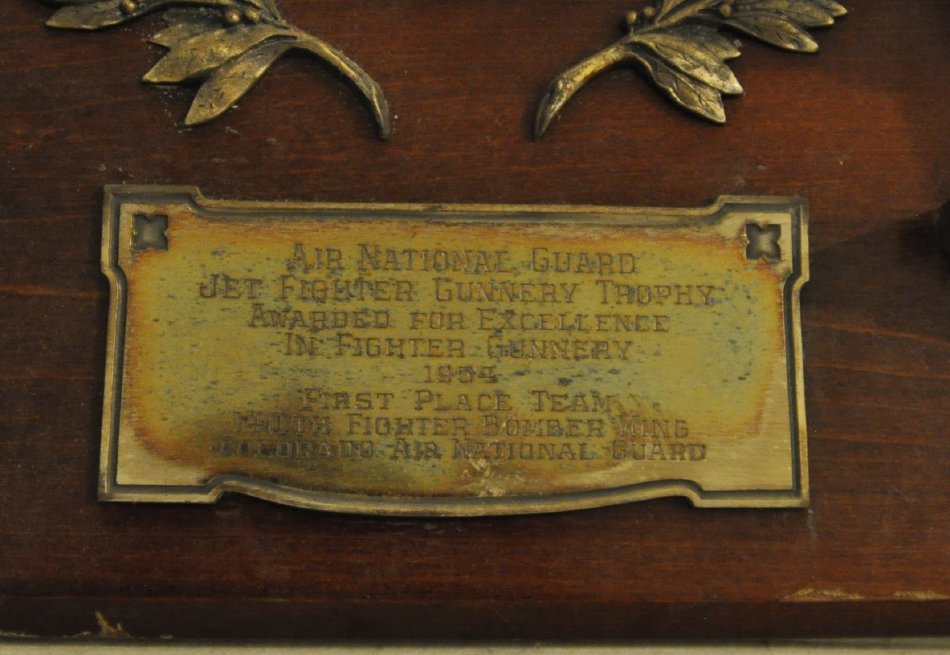 Air National Guard
Jet Fighter Gunnery Trophy
Awarded for Excellence
In Fighter Gunnery
1954
First Place Team
Fighter Bomber Wing
Colorado Air National Guard